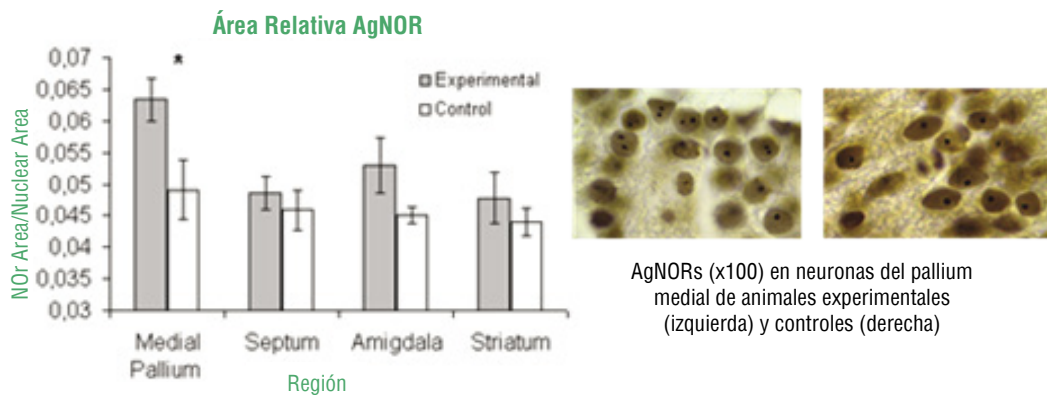 Área Relativa AgNOR
NOr Area/Nuclear Area
0,07
0,065
0,06
0,055
0,05
0,045
0,04
0,035
0,03
*
Experimental
Control
Medial
Pallium
Septum
Amigdala
Striatum
Región
AgNORs (x100) en neuronas del pallium
medial de animales experimentales
(izquierda) y controles (derecha)